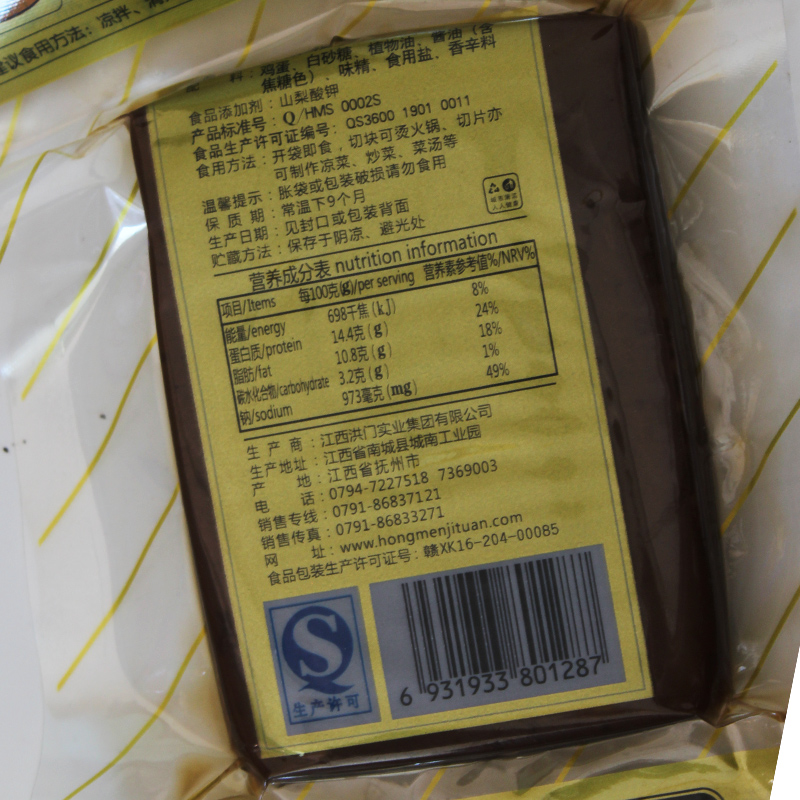 议食用方法：凉拌、
料：鸡蛋、白砂糖、植物油、酱油（含
焦糖色）、味精、食用盐、香辛料
食品添加剂：山梨酸钾
产品标准号：Q/HMS 0002S
食品生产许可证编号：QS3600 1901 0011
食用方法：开袋即食，切块可烫火锅、切片亦
可制作凉菜、炒菜、菜汤等
温馨提示：胀袋或包装破损请勿食用
保 质 期：常温下9个月
生产日期：见封口或包装背面
贮藏方法：保存于阴凉、避光处
营养成分表 nutrition information
项目/Items 每100克(g)/per serving 营养素参考值%/NRV%
能量/energy 698千焦 (kJ) 8%
蛋白质/protein 14.4克 (g) 24%
脂肪/fat 10.8克 (g) 18%
碳水化合物/carbohydrate 3.2克 (g) 1%
钠/sodium 973毫克 (mg) 49%
生 产 商：江西洪门实业集团有限公司
生产地址：江西省南城县城南工业园
产 地：江西省抚州市
电 话：0794-7227518 7369003
销售专线：0791-86837121
销售传真：0791-86833271
网 址：www.hongmenjituan.com
食品包装生产许可证号：赣XK16-204-00085
生产许可
6 931933 801287